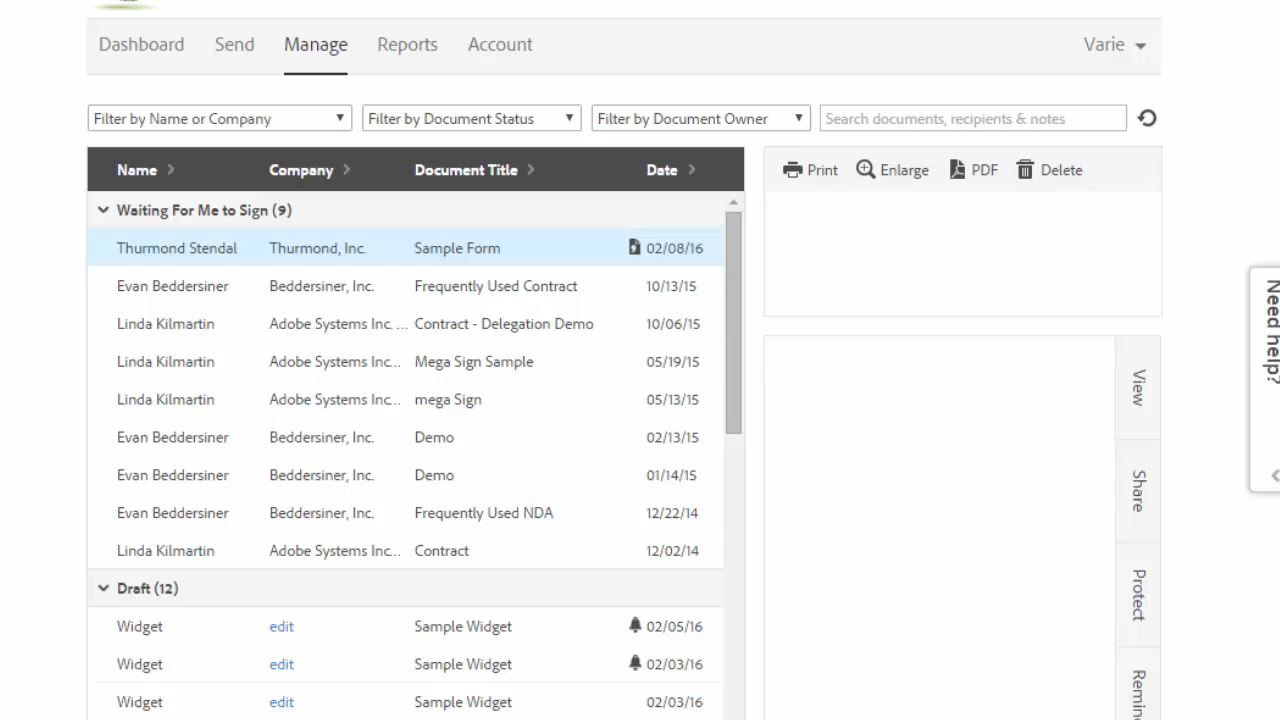 Dashboard Send Manage Reports Account Varie
Filter by Name or Company Filter by Document Status Filter by Document Owner Search documents, recipients & notes
Name Company Document Title Date
Print Enlarge PDF Delete
Waiting For Me to Sign (9)
Thurmond Stendal Thurmond, Inc. Sample Form 02/08/16
Evan Beddersiner Beddersiner, Inc. Frequently Used Contract 10/13/15
Linda Kilmartin Adobe Systems Inc. ... Contract - Delegation Demo 10/06/15
Linda Kilmartin Adobe Systems Inc... Mega Sign Sample 05/19/15
Linda Kilmartin Adobe Systems Inc... mega Sign 05/13/15
Evan Beddersiner Beddersiner, Inc. Demo 02/13/15
Evan Beddersiner Beddersiner, Inc. Demo 01/14/15
Evan Beddersiner Beddersiner, Inc. Frequently Used NDA 12/22/14
Linda Kilmartin Adobe Systems Inc... Contract 12/02/14
Draft (12)
Widget edit Sample Widget 02/05/16
Widget edit Sample Widget 02/03/16
Widget edit Sample Widget 02/03/16
View
Share
Protect
Remin
Need help?